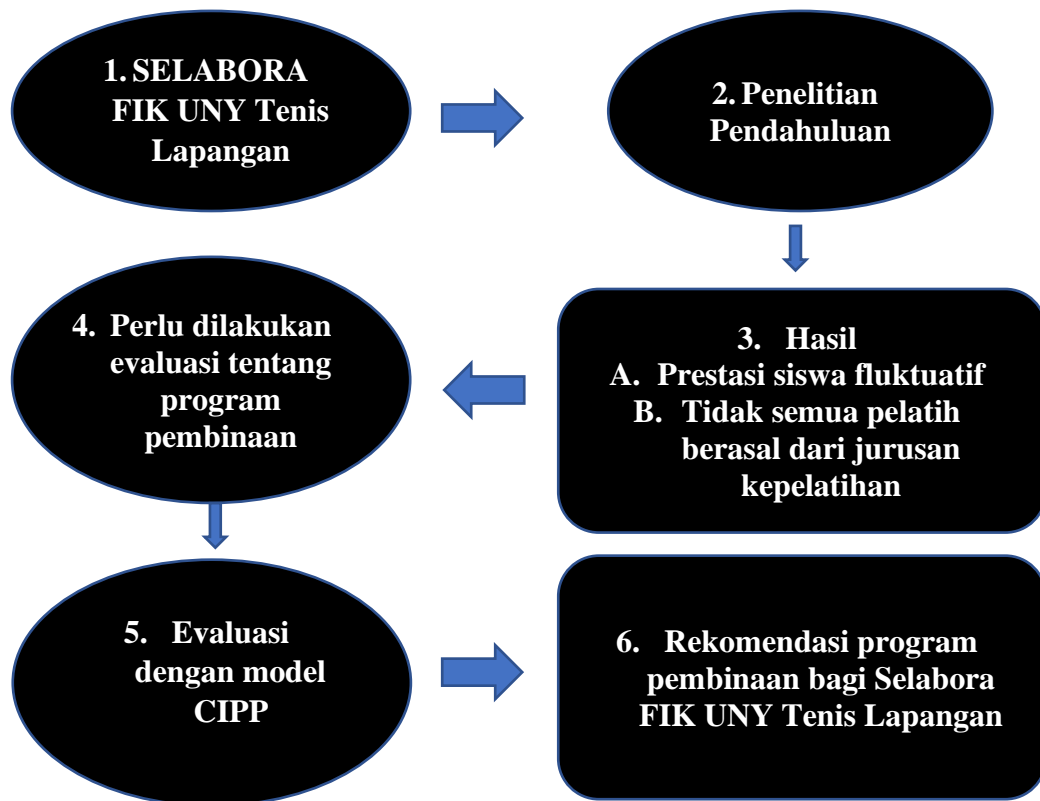 1. SELABORA
FIK UNY Tenis
Lapangan
2. Penelitian
Pendahuluan
3. Hasil
A. Prestasi siswa fluktuatif
B. Tidak semua pelatih
berasal dari jurusan
kepelatihan
4. Perlu dilakukan
evaluasi tentang
program
pembinaan
5. Evaluasi
dengan model
CIPP
6. Rekomendasi program
pembinaan bagi Selabora
FIK UNY Tenis Lapangan